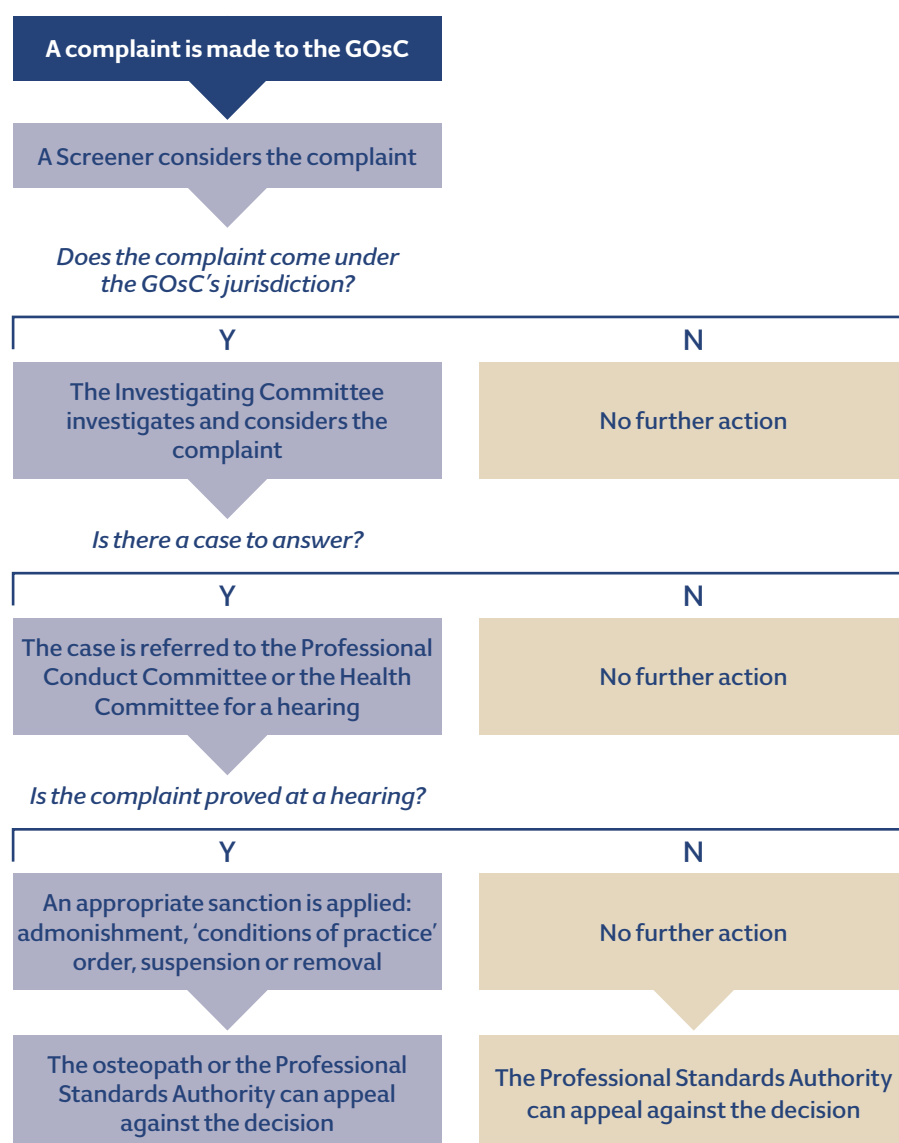 A complaint is made to the GOsC
A Screener considers the complaint
Does the complaint come under
the GOsC's jurisdiction?
Y
N
The Investigating Committee
investigates and considers the
complaint
No further action
Is there a case to answer?
Y
N
The case is referred to the Professional
Conduct Committee or the Health
Committee for a hearing
No further action
Is the complaint proved at a hearing?
Y
N
An appropriate sanction is applied:
admonishment, ‘conditions of practice’
order, suspension or removal
No further action
The osteopath or the Professional
Standards Authority can appeal
against the decision
The Professional Standards Authority
can appeal against the decision